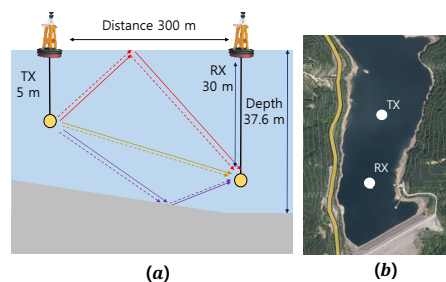 Distance 300 m
TX
5 m
RX
30 m
Depth
37.6 m
(a)
TX
RX
(b)